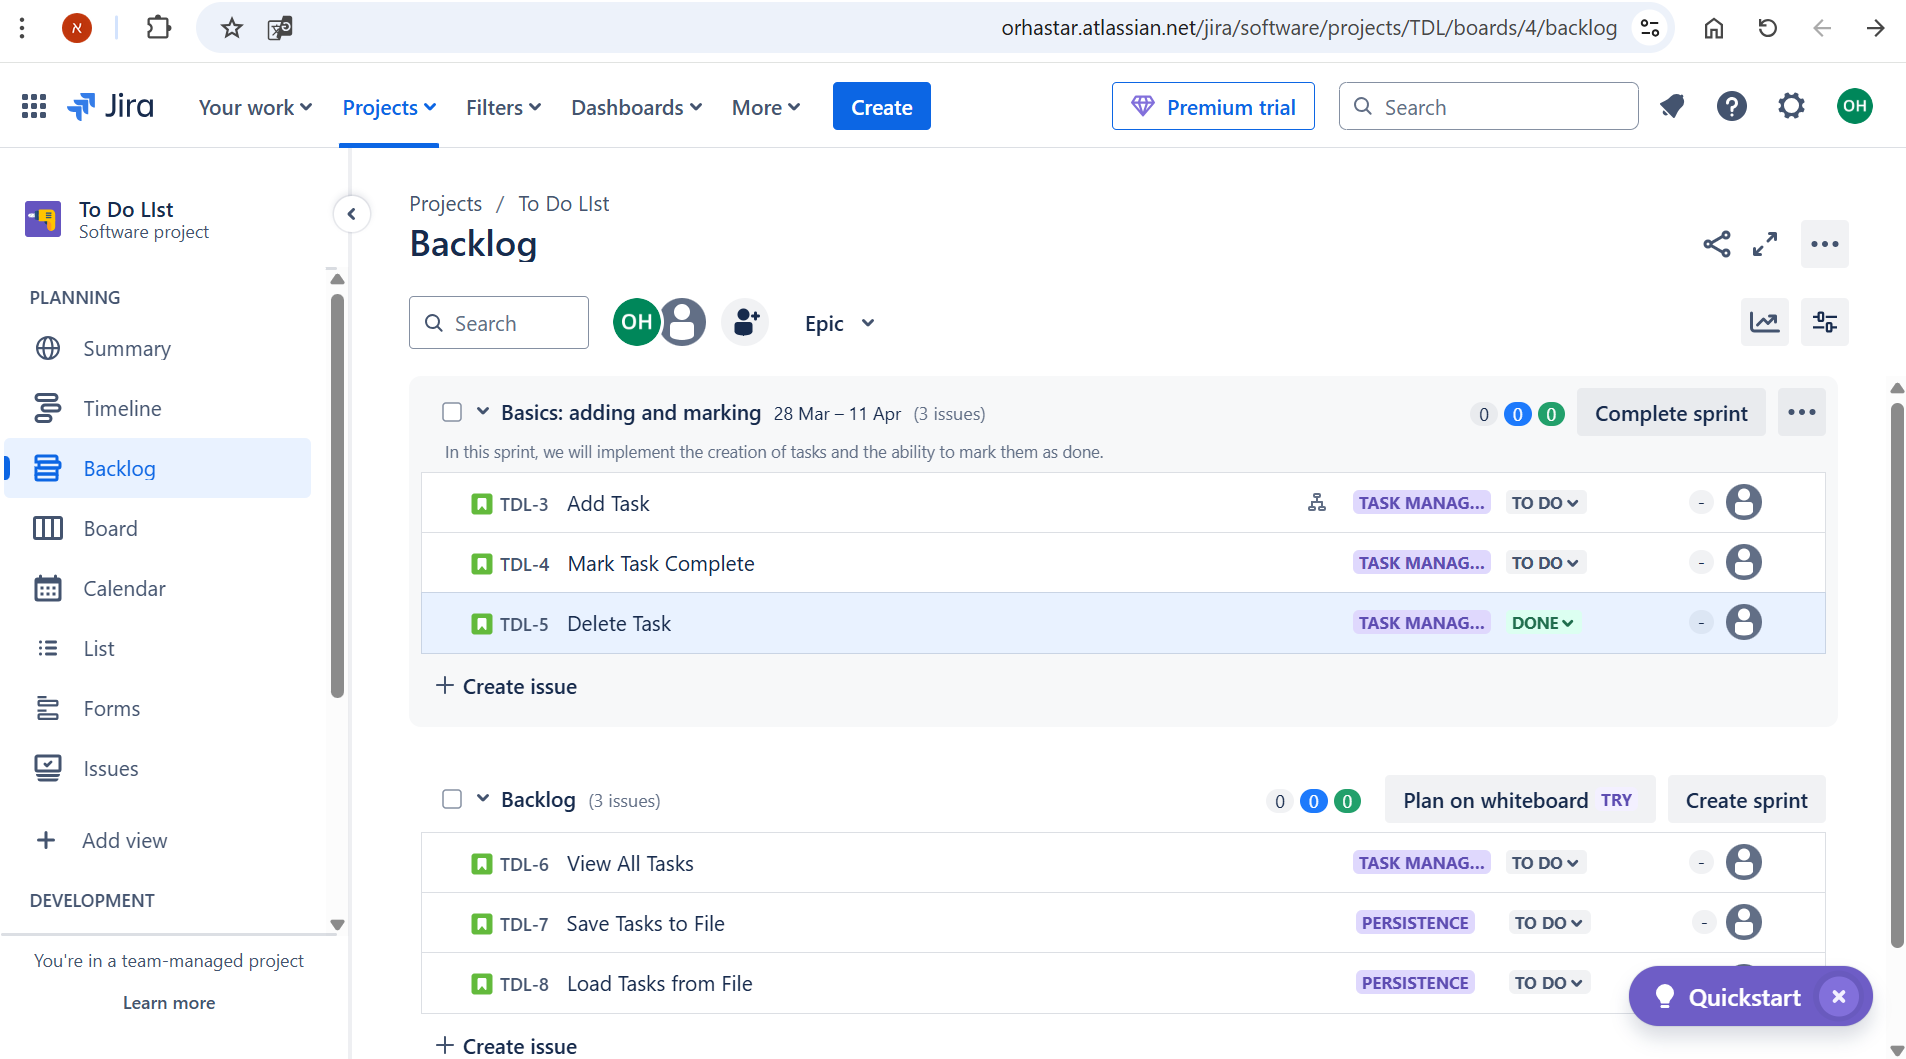 א
orhastar.atlassian.net/jira/software/projects/TDL/boards/4/backlog
Jira
Your work
Projects
Filters
Dashboards
More
Create
Premium trial
Search
OH
To Do LIst
Software project
PLANNING
Summary
Timeline
Backlog
Board
Calendar
List
Forms
Issues
Add view
DEVELOPMENT
You're in a team-managed project
Learn more
Projects / To Do LIst
Backlog
Search
OH
Epic
Basics: adding and marking 28 Mar – 11 Apr (3 issues)
0 0 0
Complete sprint
In this sprint, we will implement the creation of tasks and the ability to mark them as done.
TDL-3 Add Task TASK MANAG... TO DO -
TDL-4 Mark Task Complete TASK MANAG... TO DO -
TDL-5 Delete Task TASK MANAG... DONE -
+ Create issue
Backlog (3 issues)
0 0 0
Plan on whiteboard TRY
Create sprint
TDL-6 View All Tasks TASK MANAG... TO DO -
TDL-7 Save Tasks to File PERSISTENCE TO DO -
TDL-8 Load Tasks from File PERSISTENCE TO DO
Quickstart
+ Create issue